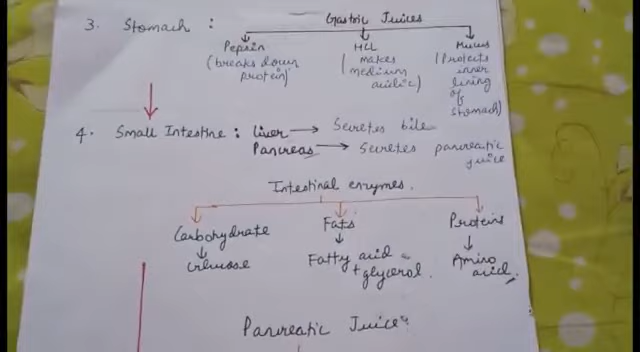 3. Stomach :
Gastric Juices
Pepsin
(breaks down
protein)
HCL
(makes
medium
acidic)
Mucus
(Protects
inner
lining
of
stomach)
4. Small Intestine : Liver → Secretes bile
Pancreas → Secretes pancreatic
juice
Intestinal enzymes.
Carbohydrate
↓
Glucose
Fats
↓
Fatty acid
+ glycerol.
Proteins
↓
Amino
acid.
Pancreatic Juice: